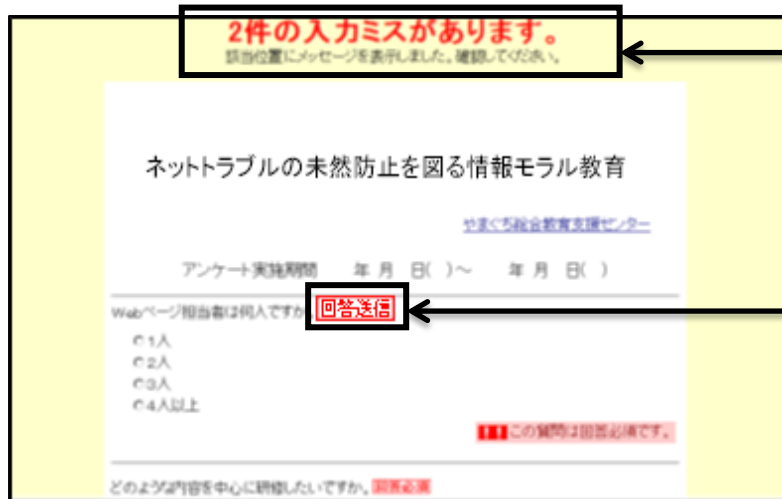 2件の入力ミスがあります。
該当位置にメッセージを表示しました。確認してください。
ネットトラブルの未然防止を図る情報モラル教育
やまぐち総合教育支援センター
アンケート実施期間 年 月 日( )～ 年 月 日( )
Webページ担当者は何人ですか。回答送信
1人
2人
3人
4人以上
!!この質問は回答必須です。
どのような内容を中心に研修したいですか。回答必須